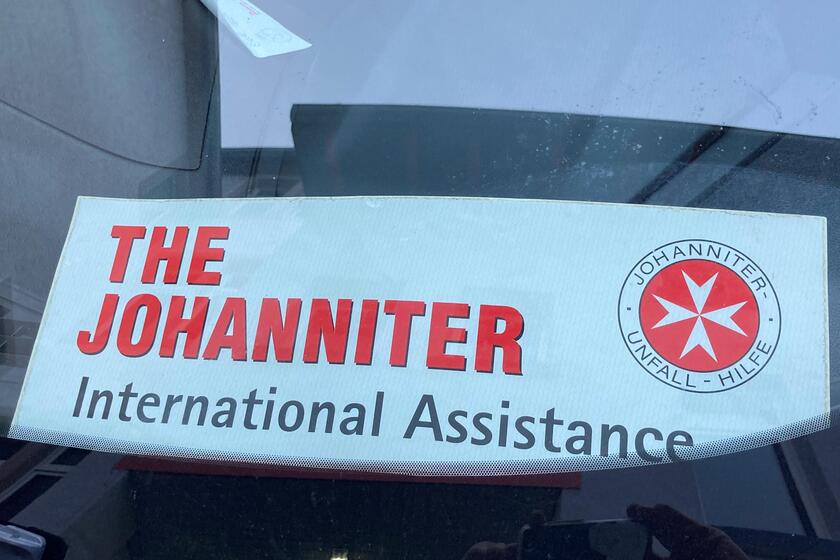 THE
JOHANNITER
International Assistance
JOHANNITER-
UNFALL-HILFE